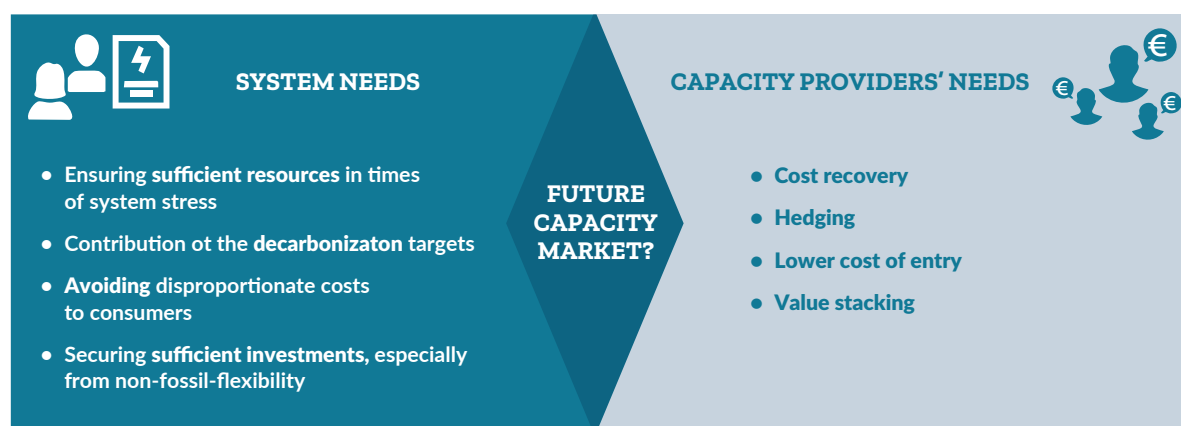 SYSTEM NEEDS
• Ensuring sufficient resources in times
of system stress
• Contribution ot the decarbonizaton targets
• Avoiding disproportionate costs
to consumers
• Securing sufficient investments, especially
from non-fossil-flexibility
FUTURE
CAPACITY
MARKET?
CAPACITY PROVIDERS’ NEEDS
€
€
€
• Cost recovery
• Hedging
• Lower cost of entry
• Value stacking